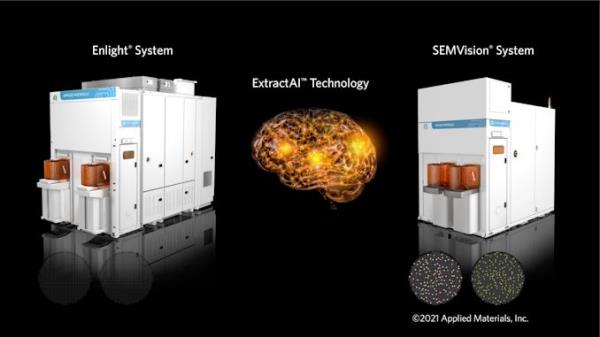 Enlight® System
SEMVision® System
ExtractAI™ Technology
©2021 Applied Materials, Inc.